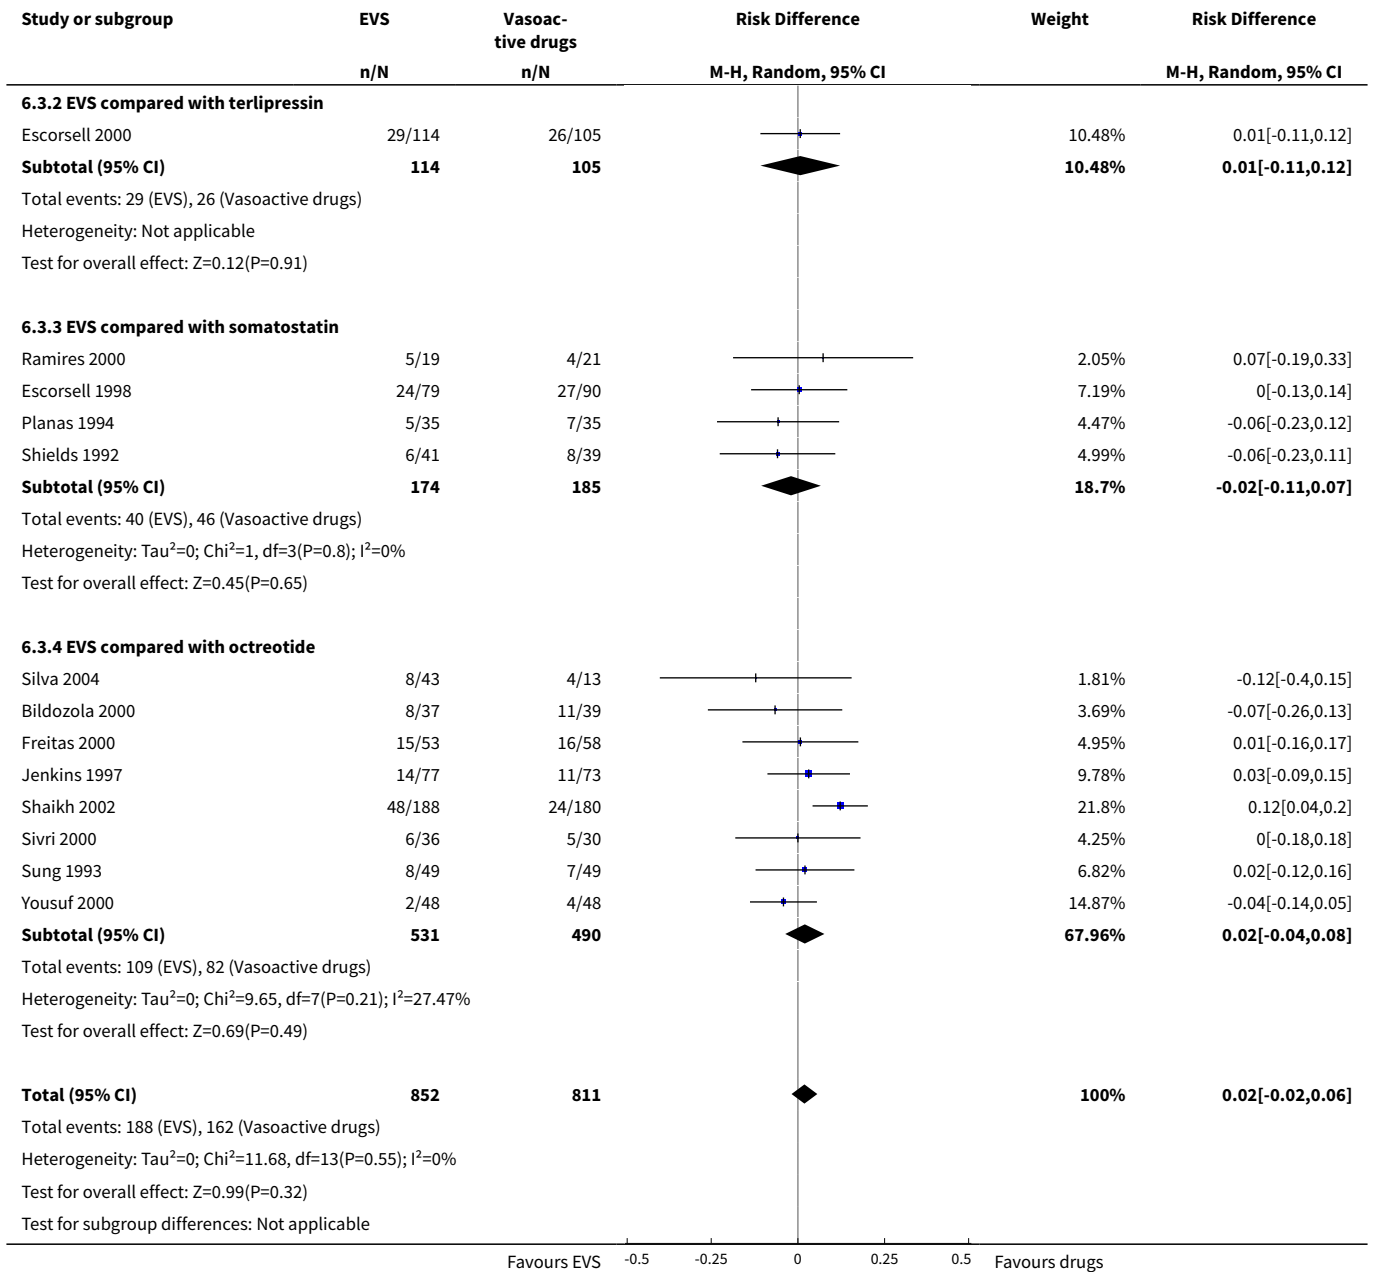 Study or subgroup EVS Vasoac- Risk Difference Weight Risk Difference
tive drugs
n/N n/N M-H, Random, 95% CI M-H, Random, 95% CI
6.3.2 EVS compared with terlipressin
Escorsell 2000 29/114 26/105 10.48% 0.01[-0.11,0.12]
Subtotal (95% CI) 114 105 10.48% 0.01[-0.11,0.12]
Total events: 29 (EVS), 26 (Vasoactive drugs)
Heterogeneity: Not applicable
Test for overall effect: Z=0.12(P=0.91)
6.3.3 EVS compared with somatostatin
Ramires 2000 5/19 4/21 2.05% 0.07[-0.19,0.33]
Escorsell 1998 24/79 27/90 7.19% 0[-0.13,0.14]
Planas 1994 5/35 7/35 4.47% -0.06[-0.23,0.12]
Shields 1992 6/41 8/39 4.99% -0.06[-0.23,0.11]
Subtotal (95% CI) 174 185 18.7% -0.02[-0.11,0.07]
Total events: 40 (EVS), 46 (Vasoactive drugs)
Heterogeneity: Tau²=0; Chi²=1, df=3(P=0.8); I²=0%
Test for overall effect: Z=0.45(P=0.65)
6.3.4 EVS compared with octreotide
Silva 2004 8/43 4/13 1.81% -0.12[-0.4,0.15]
Bildozola 2000 8/37 11/39 3.69% -0.07[-0.26,0.13]
Freitas 2000 15/53 16/58 4.95% 0.01[-0.16,0.17]
Jenkins 1997 14/77 11/73 9.78% 0.03[-0.09,0.15]
Shaikh 2002 48/188 24/180 21.8% 0.12[0.04,0.2]
Sivri 2000 6/36 5/30 4.25% 0[-0.18,0.18]
Sung 1993 8/49 7/49 6.82% 0.02[-0.12,0.16]
Yousuf 2000 2/48 4/48 14.87% -0.04[-0.14,0.05]
Subtotal (95% CI) 531 490 67.96% 0.02[-0.04,0.08]
Total events: 109 (EVS), 82 (Vasoactive drugs)
Heterogeneity: Tau²=0; Chi²=9.65, df=7(P=0.21); I²=27.47%
Test for overall effect: Z=0.69(P=0.49)
Total (95% CI) 852 811 100% 0.02[-0.02,0.06]
Total events: 188 (EVS), 162 (Vasoactive drugs)
Heterogeneity: Tau²=0; Chi²=11.68, df=13(P=0.55); I²=0%
Test for overall effect: Z=0.99(P=0.32)
Test for subgroup differences: Not applicable
Favours EVS -0.5 -0.25 0 0.25 0.5 Favours drugs